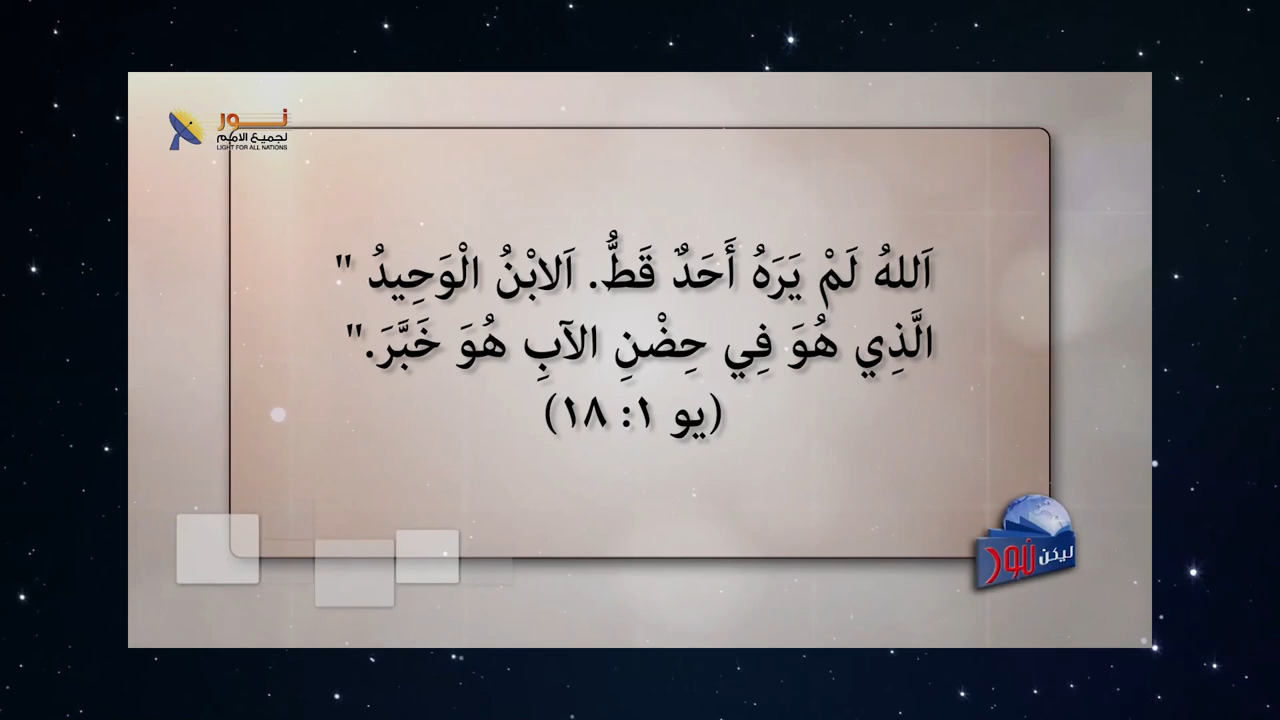 نور
لجميع الامم
LIGHT FOR ALL NATIONS
اَللهُ لَمْ يَرَهُ أَحَدٌ قَطُّ. اَلابْنُ الْوَحِيدُ "
الَّذِي هُوَ فِي حِضْنِ الآبِ هُوَ خَبَّرَ."
(يو ١: ١٨)
ليكن نور